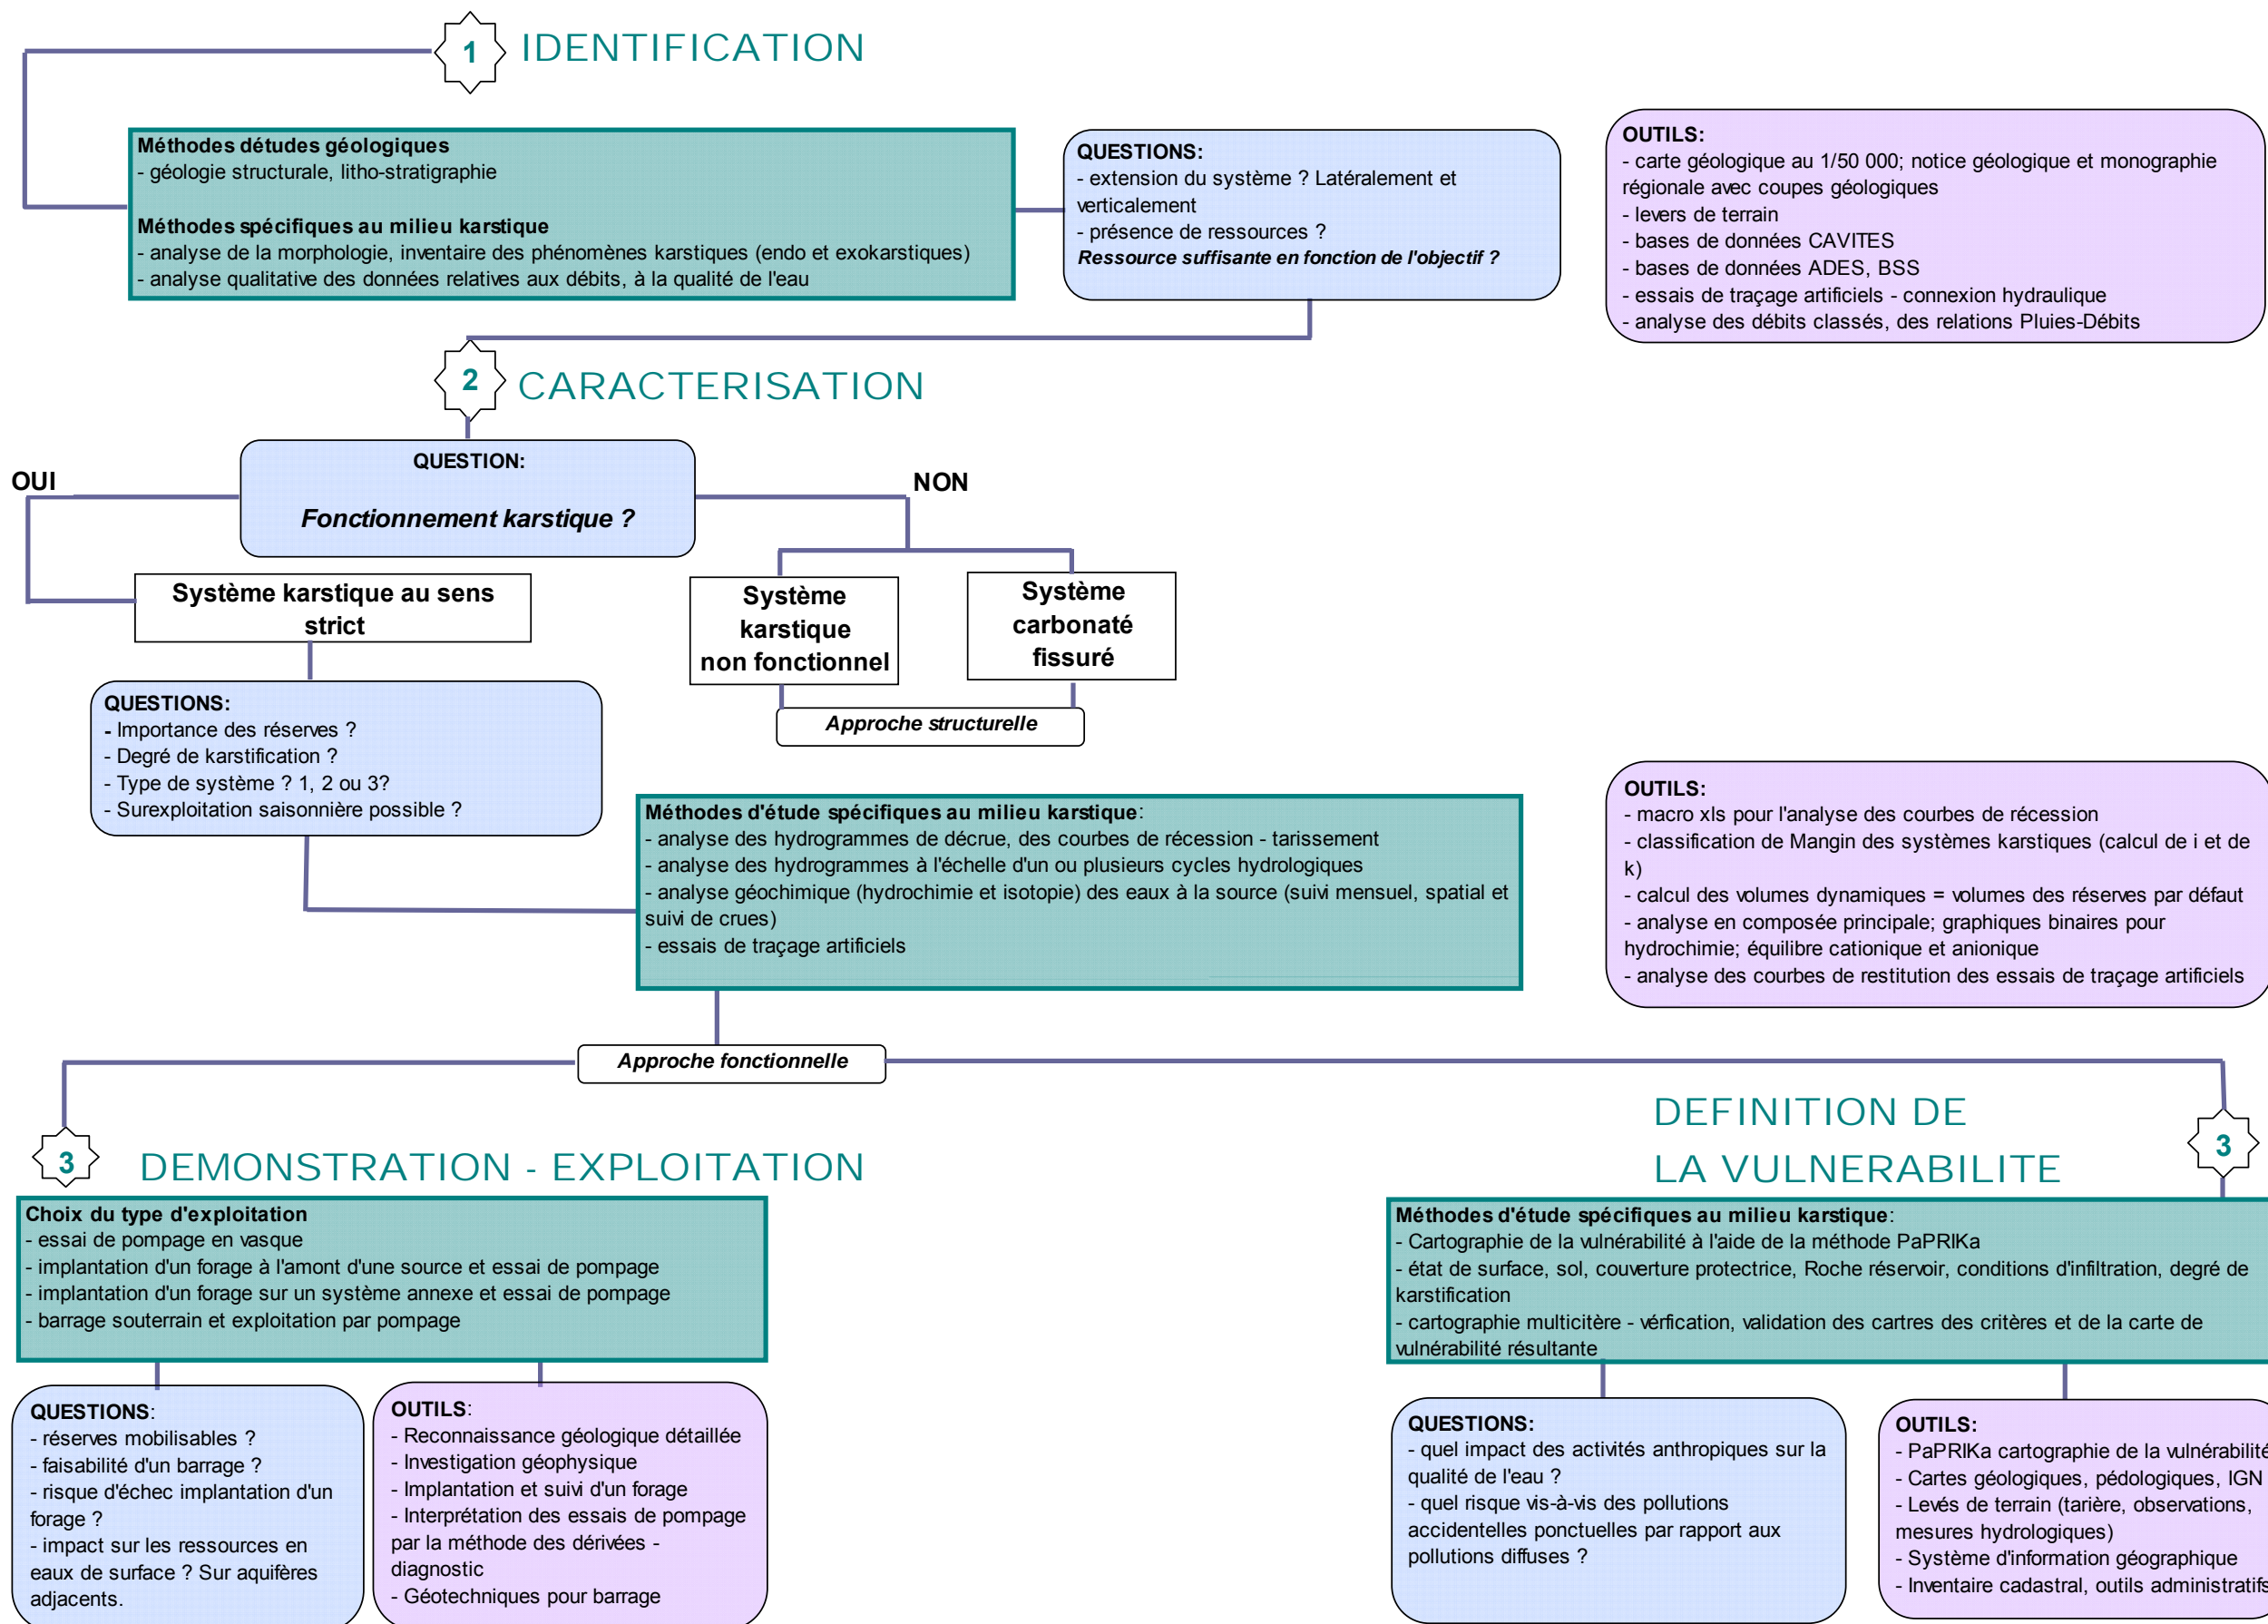 1
IDENTIFICATION
Méthodes détudes géologiques
- géologie structurale, litho-stratigraphie
Méthodes spécifiques au milieu karstique
- analyse de la morphologie, inventaire des phénomènes karstiques (endo et exokarstiques)
- analyse qualitative des données relatives aux débits, à la qualité de l'eau
QUESTIONS:
- extension du système ? Latéralement et
verticalement
- présence de ressources ?
Ressource suffisante en fonction de l'objectif ?
OUTILS:
- carte géologique au 1/50 000; notice géologique et monographie
régionale avec coupes géologiques
- levers de terrain
- bases de données CAVITES
- bases de données ADES, BSS
- essais de traçage artificiels - connexion hydraulique
- analyse des débits classés, des relations Pluies-Débits
2
CARACTERISATION
QUESTION:
Fonctionnement karstique ?
OUI
NON
Système karstique au sens
strict
Système
karstique
non fonctionnel
Système
carbonaté
fissuré
Approche structurelle
QUESTIONS:
- Importance des réserves ?
- Degré de karstification ?
- Type de système ? 1, 2 ou 3?
- Surexploitation saisonnière possible ?
Méthodes d'étude spécifiques au milieu karstique:
- analyse des hydrogrammes de décrue, des courbes de récession - tarissement
- analyse des hydrogrammes à l'échelle d'un ou plusieurs cycles hydrologiques
- analyse géochimique (hydrochimie et isotopie) des eaux à la source (suivi mensuel, spatial et
suivi de crues)
- essais de traçage artificiels
OUTILS:
- macro xls pour l'analyse des courbes de récession
- classification de Mangin des systèmes karstiques (calcul de i et de
k)
- calcul des volumes dynamiques = volumes des réserves par défaut
- analyse en composée principale; graphiques binaires pour
hydrochimie; équilibre cationique et anionique
- analyse des courbes de restitution des essais de traçage artificiels
Approche fonctionnelle
3
DEMONSTRATION - EXPLOITATION
Choix du type d'exploitation
- essai de pompage en vasque
- implantation d'un forage à l'amont d'une source et essai de pompage
- implantation d'un forage sur un système annexe et essai de pompage
- barrage souterrain et exploitation par pompage
QUESTIONS:
- réserves mobilisables ?
- faisabilité d'un barrage ?
- risque d'échec implantation d'un
forage ?
- impact sur les ressources en
eaux de surface ? Sur aquifères
adjacents.
OUTILS:
- Reconnaissance géologique détaillée
- Investigation géophysique
- Implantation et suivi d'un forage
- Interprétation des essais de pompage
par la méthode des dérivées -
diagnostic
- Géotechniques pour barrage
DEFINITION DE
LA VULNERABILITE
3
Méthodes d'étude spécifiques au milieu karstique:
- Cartographie de la vulnérabilité à l'aide de la méthode PaPRIKa
- état de surface, sol, couverture protectrice, Roche réservoir, conditions d'infiltration, degré de
karstification
- cartographie multicitère - vérfication, validation des cartres des critères et de la carte de
vulnérabilité résultante
QUESTIONS:
- quel impact des activités anthropiques sur la
qualité de l'eau ?
- quel risque vis-à-vis des pollutions
accidentelles ponctuelles par rapport aux
pollutions diffuses ?
OUTILS:
- PaPRIKa cartographie de la vulnérabilité
- Cartes géologiques, pédologiques, IGN
- Levés de terrain (tarière, observations,
mesures hydrologiques)
- Système d'information géographique
- Inventaire cadastral, outils administratifs